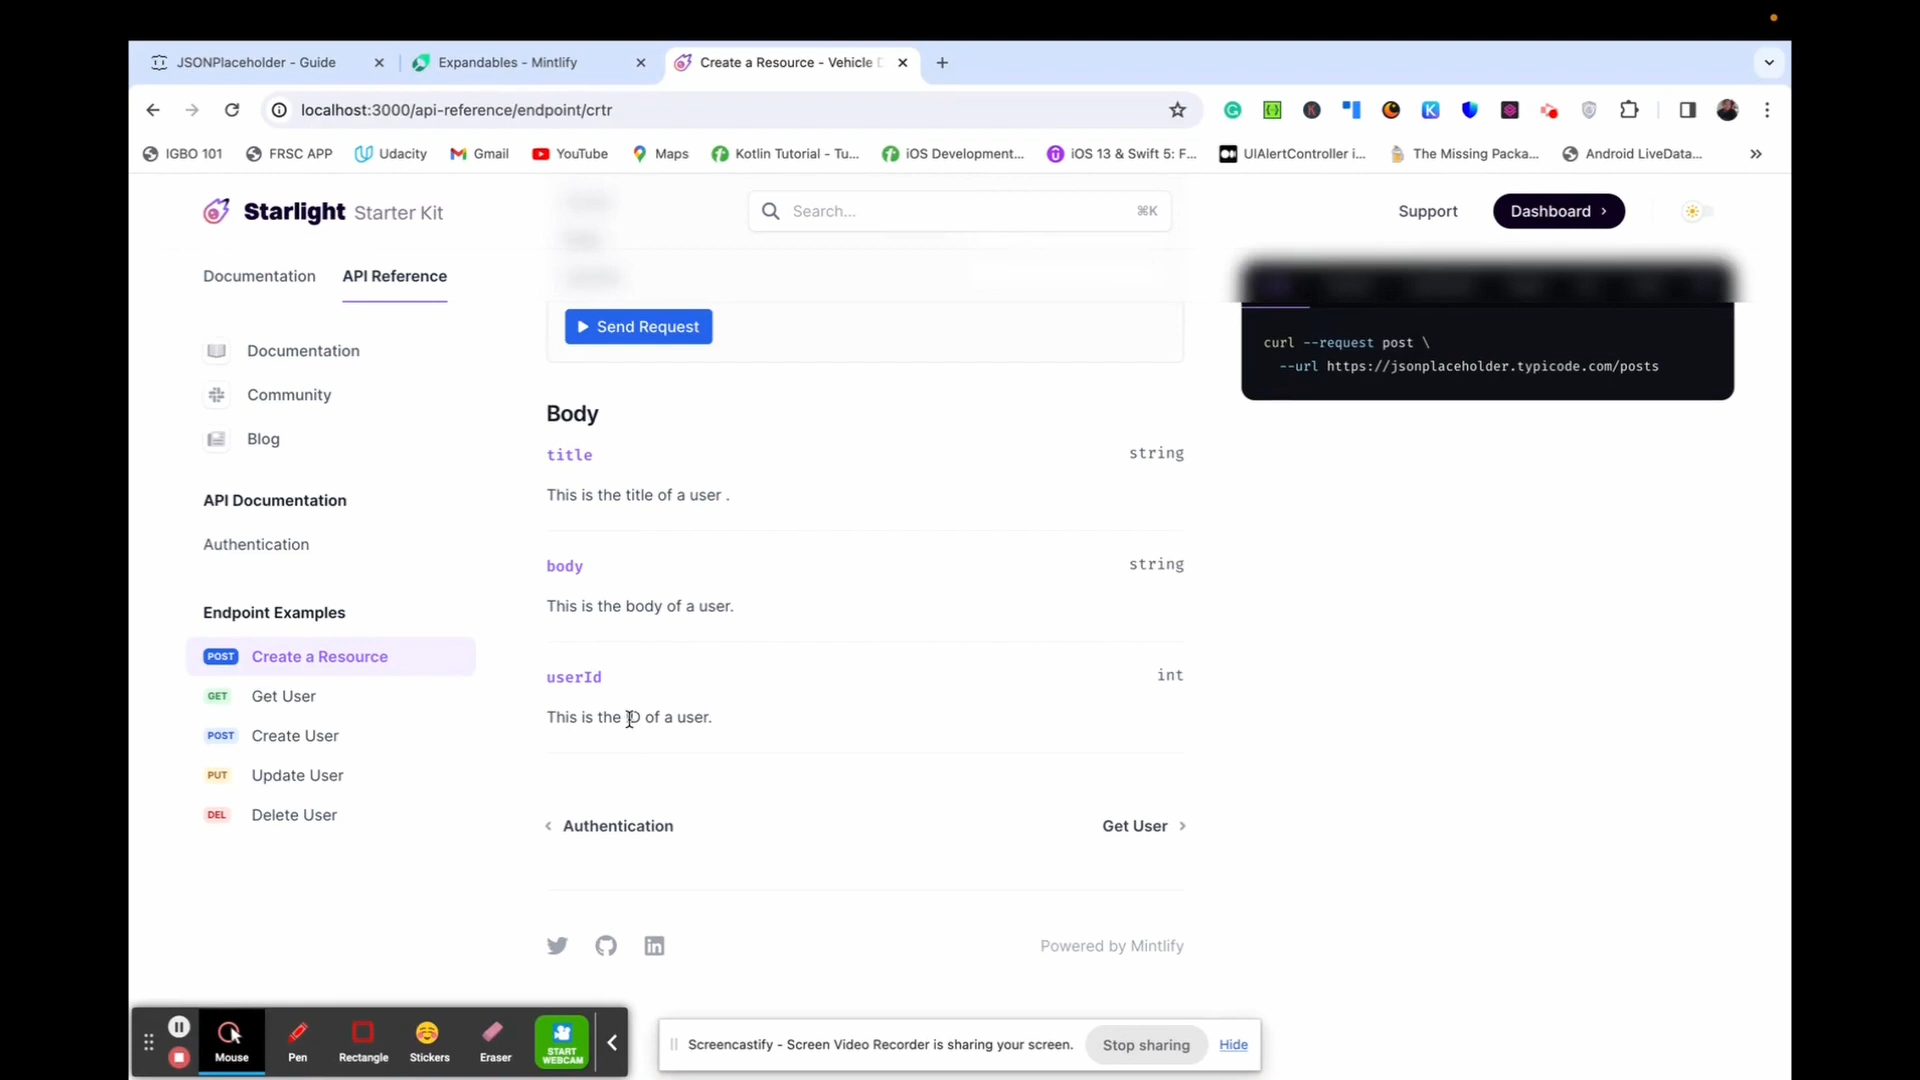 JSONPlaceholder - Guide
Expandables - Mintlify
Create a Resource - Vehicle D
localhost:3000/api-reference/endpoint/crtr
IGBO 101
FRSC APP
Udacity
Gmail
YouTube
Maps
Kotlin Tutorial - Tu...
iOS Development...
iOS 13 & Swift 5: F...
UIAlertController i...
The Missing Packa...
Android LiveData...
Starlight Starter Kit
Search...
⌘K
Support
Dashboard
Documentation
API Reference
Documentation
Community
Blog
API Documentation
Authentication
Endpoint Examples
POST Create a Resource
GET Get User
POST Create User
PUT Update User
DEL Delete User
Send Request
Body
title string
This is the title of a user .
body string
This is the body of a user.
userId int
This is the ID of a user.
Authentication
Get User
Powered by Mintlify
curl --request post \
--url https://jsonplaceholder.typicode.com/posts
Mouse
Pen
Rectangle
Stickers
Eraser
START
WEBCAM
Screencastify - Screen Video Recorder is sharing your screen.
Stop sharing
Hide